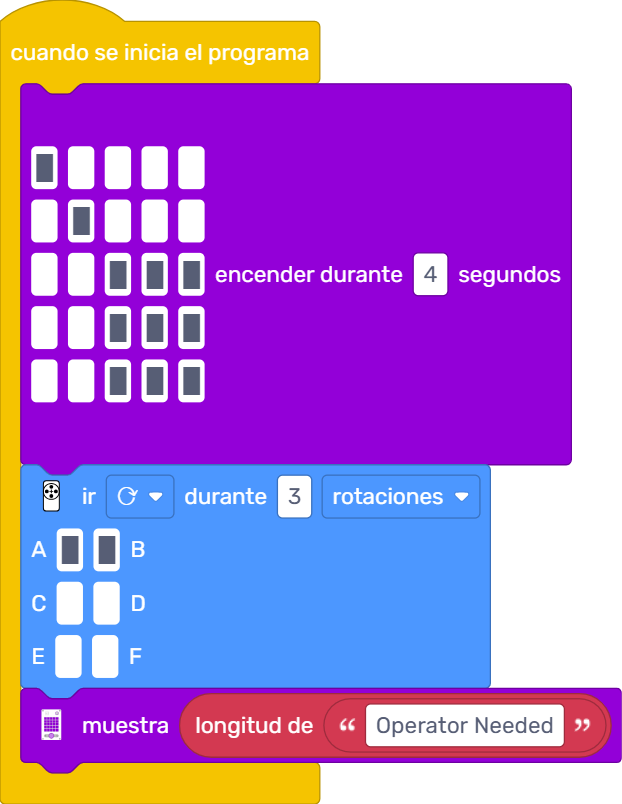 cuando se inicia el programa
encender durante 4 segundos
ir durante 3 rotaciones
A B
C D
E F
muestra longitud de “ Operator Needed ”